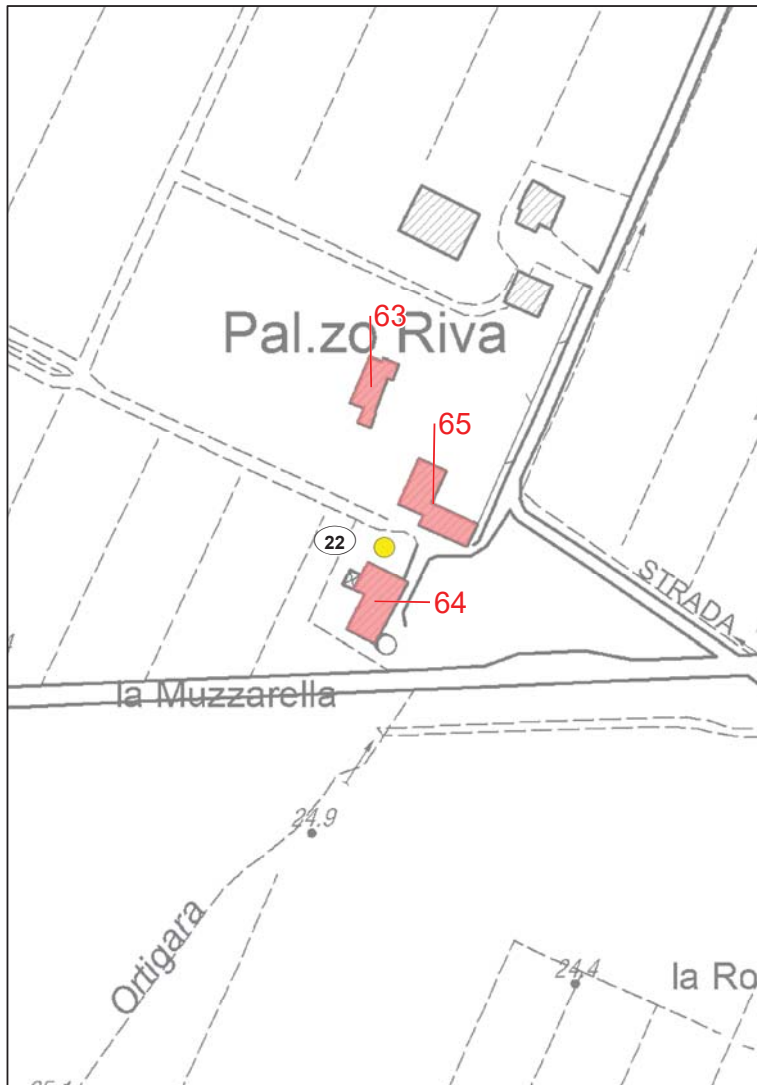 63
Pal.zo Riva
65
22
STRADA
64
la Muzzarella
24.9
Ortigara
24.4
la Ro